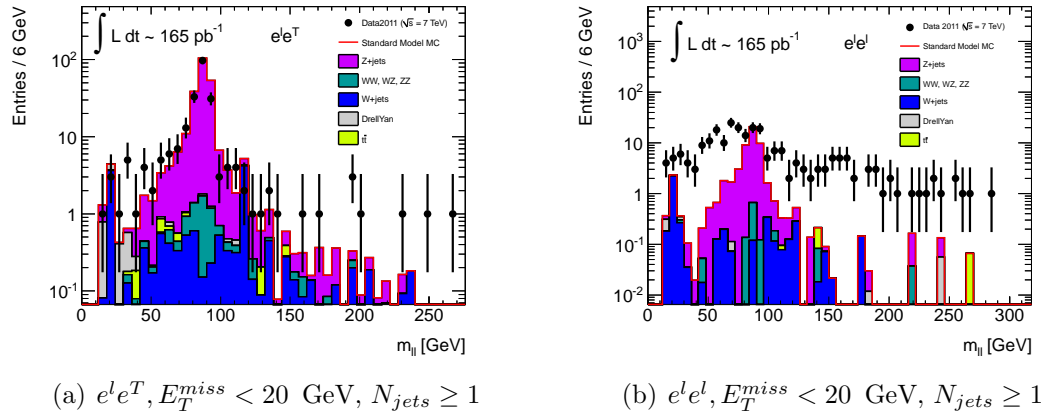 Entries / 6 GeV
10²
10
1
10⁻¹
0 50 100 150 200 250
m_ll [GeV]
∫ L dt ~ 165 pb⁻¹ e^l e^T
Data2011 (√s = 7 TeV)
Standard Model MC
Z+jets
WW, WZ, ZZ
W+jets
DrellYan
tt̄
(a) e^l e^T, E_T^miss < 20 GeV, N_jets ≥ 1
Entries / 6 GeV
10³
10²
10
1
10⁻¹
10⁻²
0 50 100 150 200 250 300
m_ll [GeV]
∫ L dt ~ 165 pb⁻¹ e^l e^l
Data 2011 (√s = 7 TeV)
Standard Model MC
Z+jets
WW, WZ, ZZ
W+jets
DrellYan
tt̄
(b) e^l e^l, E_T^miss < 20 GeV, N_jets ≥ 1